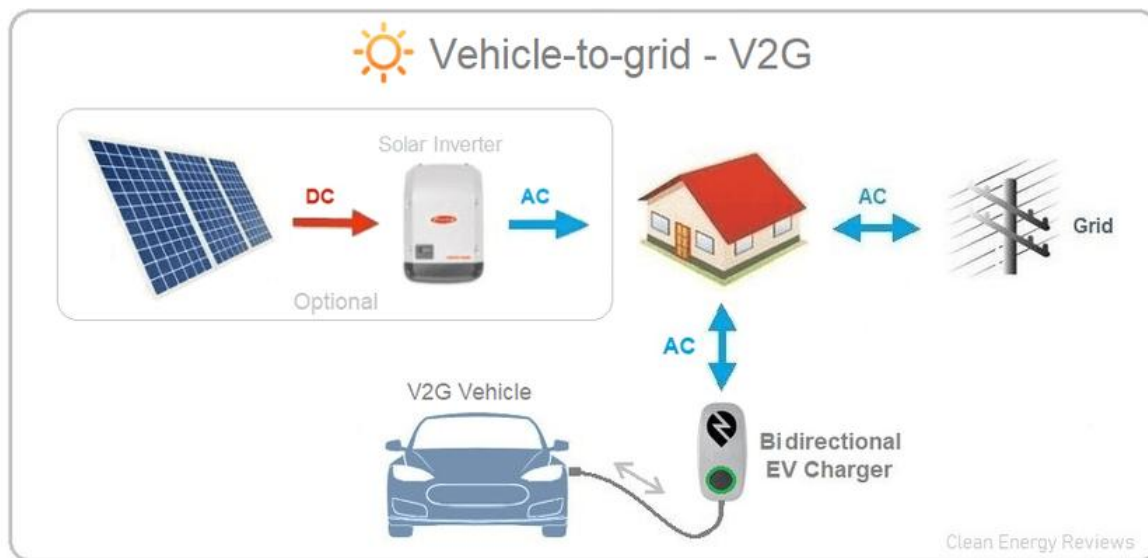 Vehicle-to-grid - V2G
Solar Inverter
DC
AC
AC
Grid
Optional
AC
V2G Vehicle
Bidirectional
EV Charger
Clean Energy Reviews